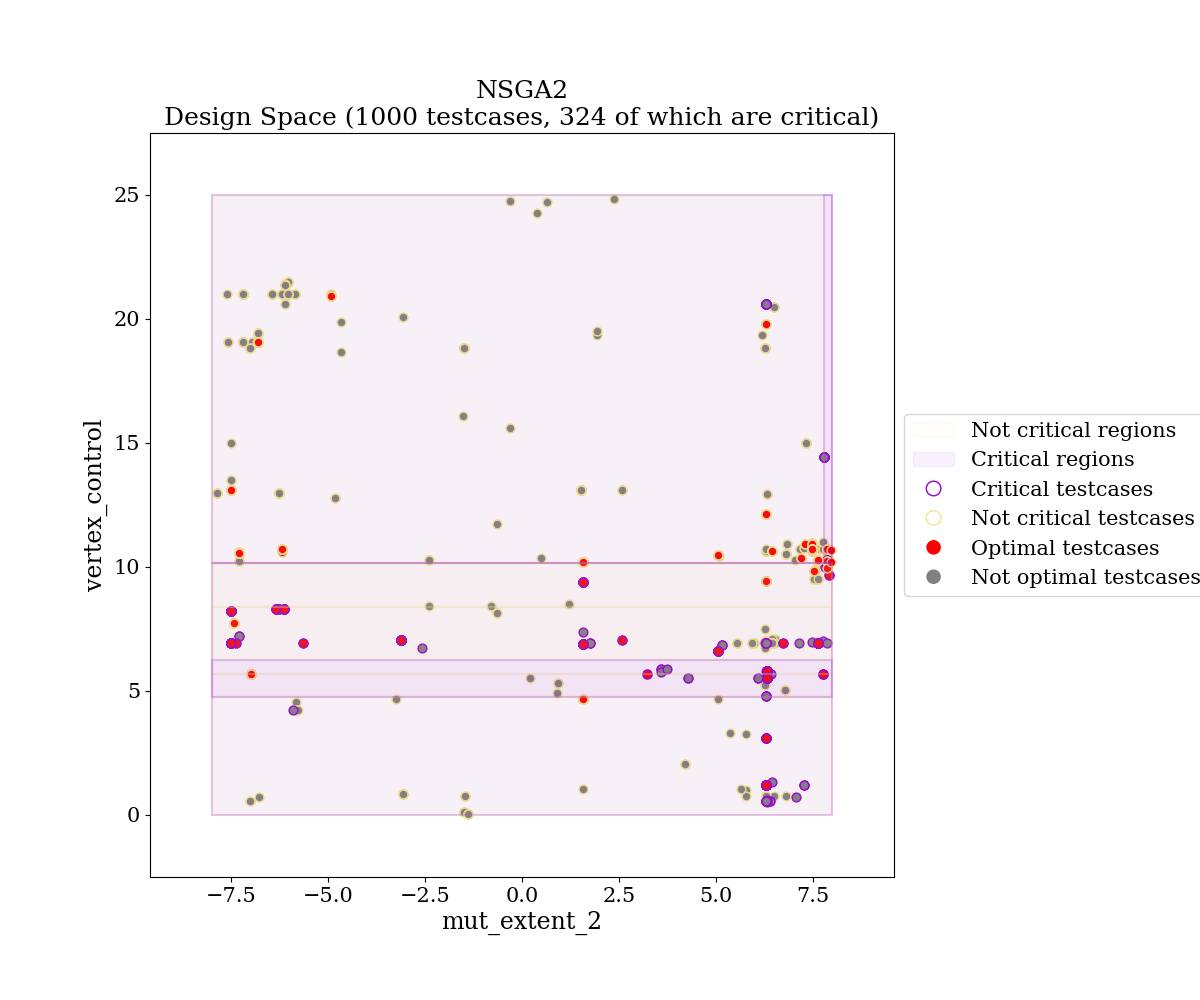 NSGA2
Design Space (1000 testcases, 324 of which are critical)
vertex_control
25
20
15
10
5
0
−7.5 −5.0 −2.5 0.0 2.5 5.0 7.5
mut_extent_2
Not critical regions
Critical regions
Critical testcases
Not critical testcases
Optimal testcases
Not optimal testcases